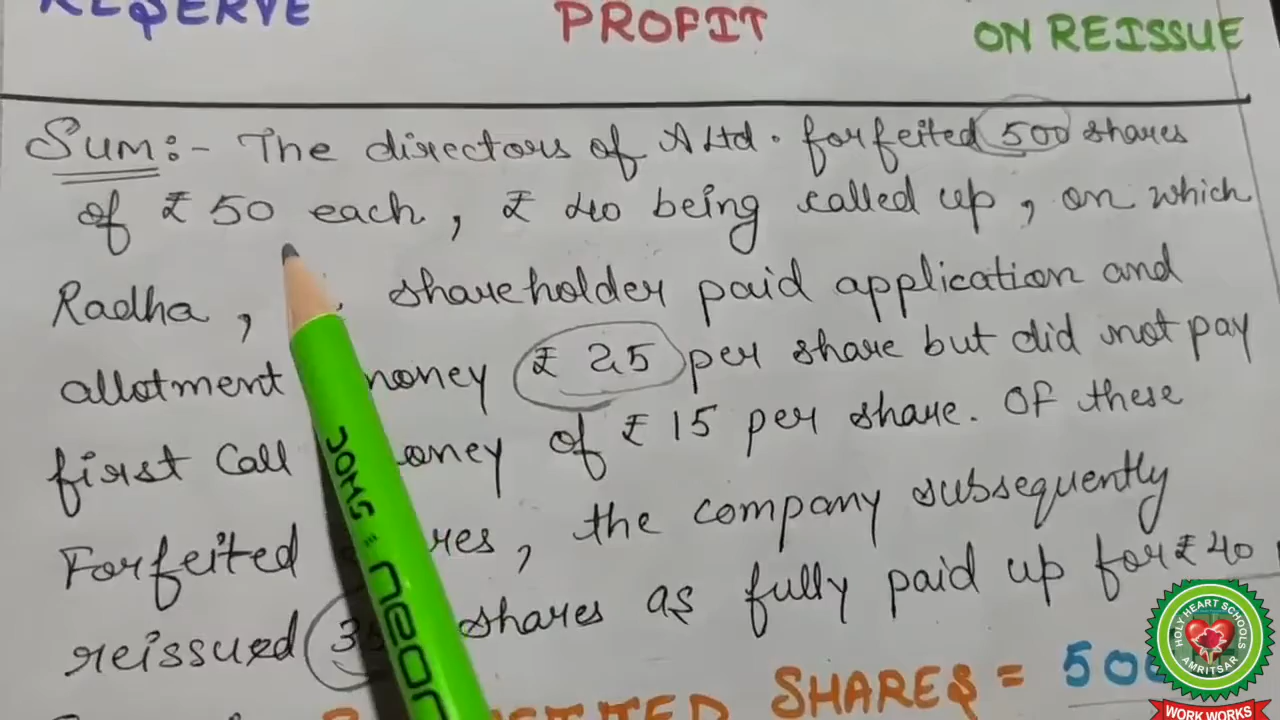 RESERVE PROFIT ON REISSUE
Sum:- The directors of A Ltd. forfeited 500 shares
of ₹ 50 each, ₹ 40 being called up, on which
Radha, shareholder paid application and
allotment money ₹ 25 per share but did not pay
first Call money of ₹ 15 per share. Of these
Forfeited, the company subsequently
reissued shares as fully paid up for ₹ 40
SHARES = 500
JOMS = neon
HOLY HEART SCHOOLS
AMRITSAR
WORK WORKS